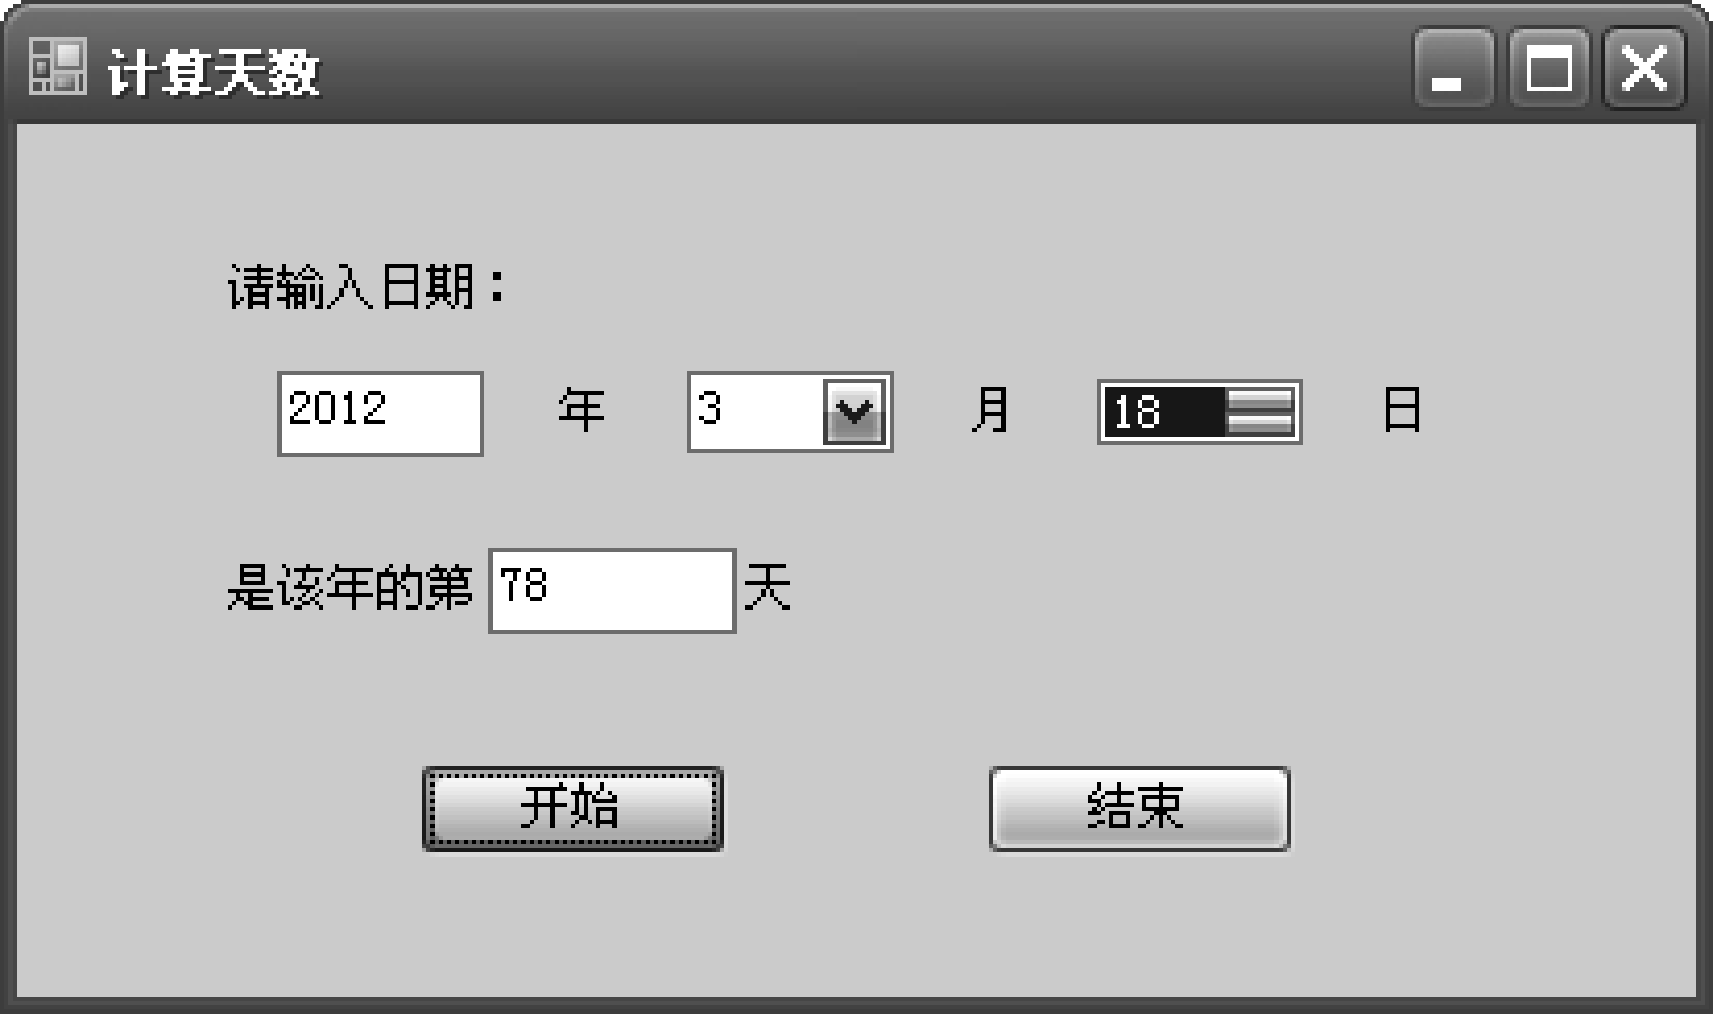 计算天数
请输入日期：
2012 年 3 月 18 日
是该年的第 78 天
开始 结束